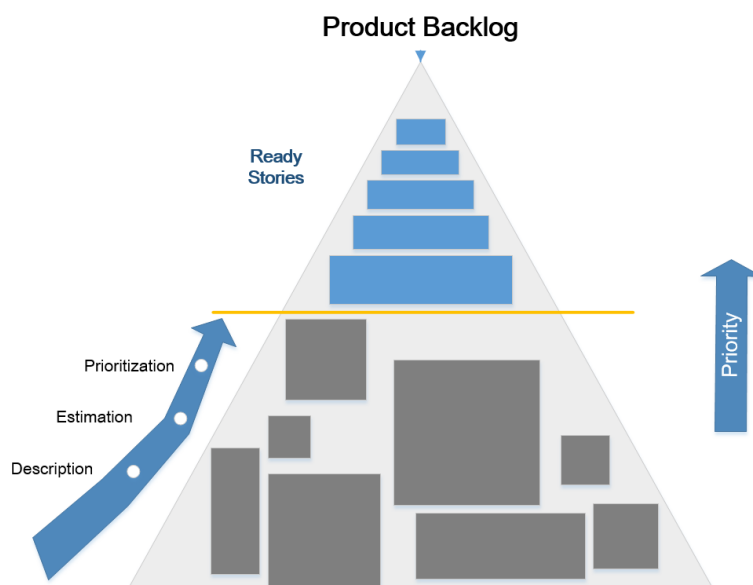 Product Backlog
Ready
Stories
Priority
Prioritization
Estimation
Description